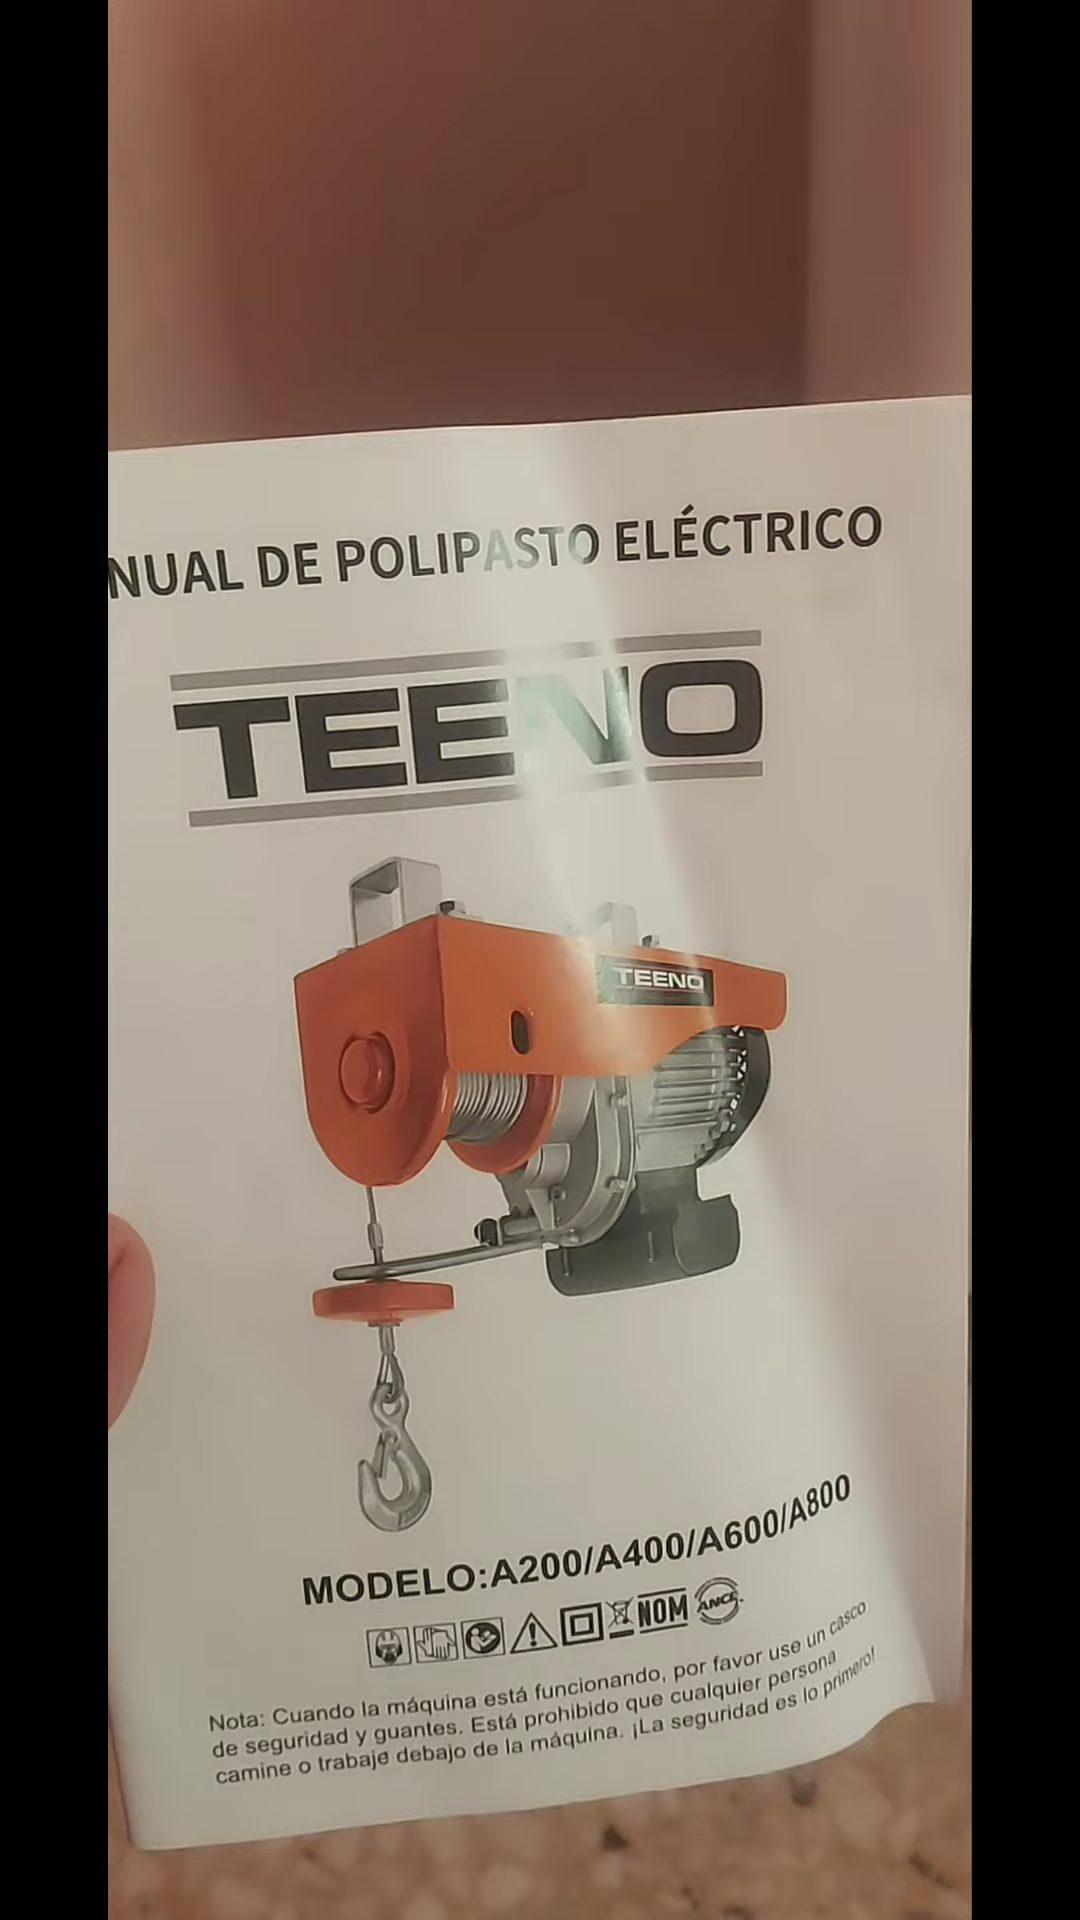 NUAL DE POLIPASTO ELÉCTRICO
TEENO
TEENO
MODELO:A200/A400/A600/A800
NOM ANCE
Nota: Cuando la máquina está funcionando, por favor use un casco
de seguridad y guantes. Está prohibido que cualquier persona
camine o trabaje debajo de la máquina. ¡La seguridad es lo primero!